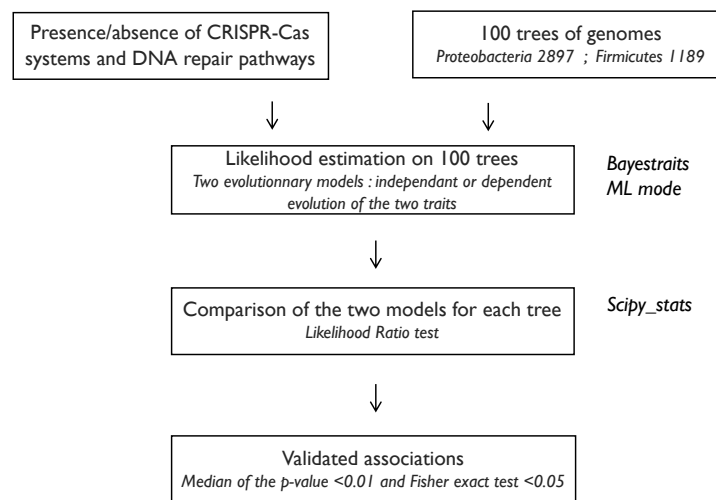 Presence/absence of CRISPR-Cas
systems and DNA repair pathways
100 trees of genomes
Proteobacteria 2897 ; Firmicutes 1189
Likelihood estimation on 100 trees
Two evolutionnary models : independant or dependent
evolution of the two traits
Bayestraits
ML mode
Comparison of the two models for each tree
Likelihood Ratio test
Scipy_stats
Validated associations
Median of the p-value <0.01 and Fisher exact test <0.05